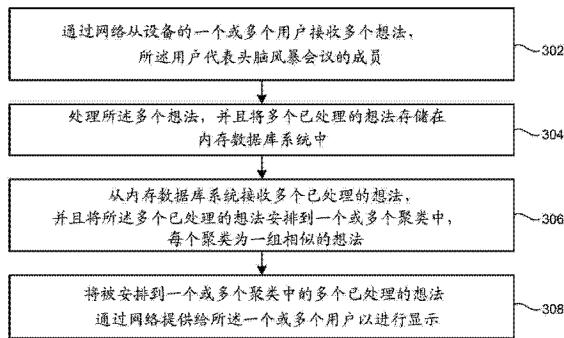 通过网络从设备的一个或多个用户接收多个想法，
所述用户代表头脑风暴会议的成员
302
处理所述多个想法，并且将多个已处理的想法存储在
内存数据库系统中
304
从内存数据库系统接收多个已处理的想法，
并且将所述多个已处理的想法安排到一个或多个聚类中，
每个聚类为一组相似的想法
306
将被安排到一个或多个聚类中的多个已处理的想法
通过网络提供给所述一个或多个用户以进行显示
308